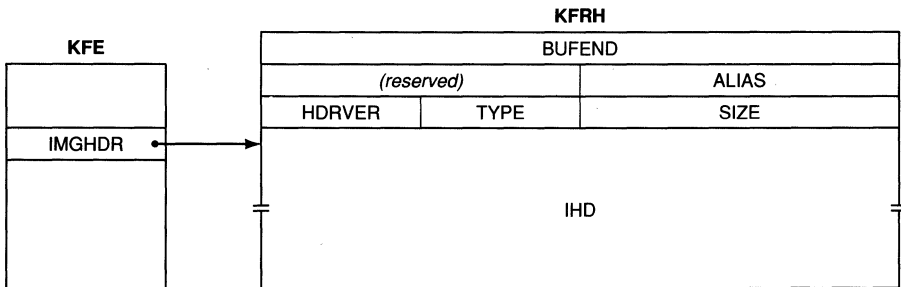 KFRH
KFE
BUFEND
(reserved) ALIAS
HDRVER TYPE SIZE
IMGHDR
IHD